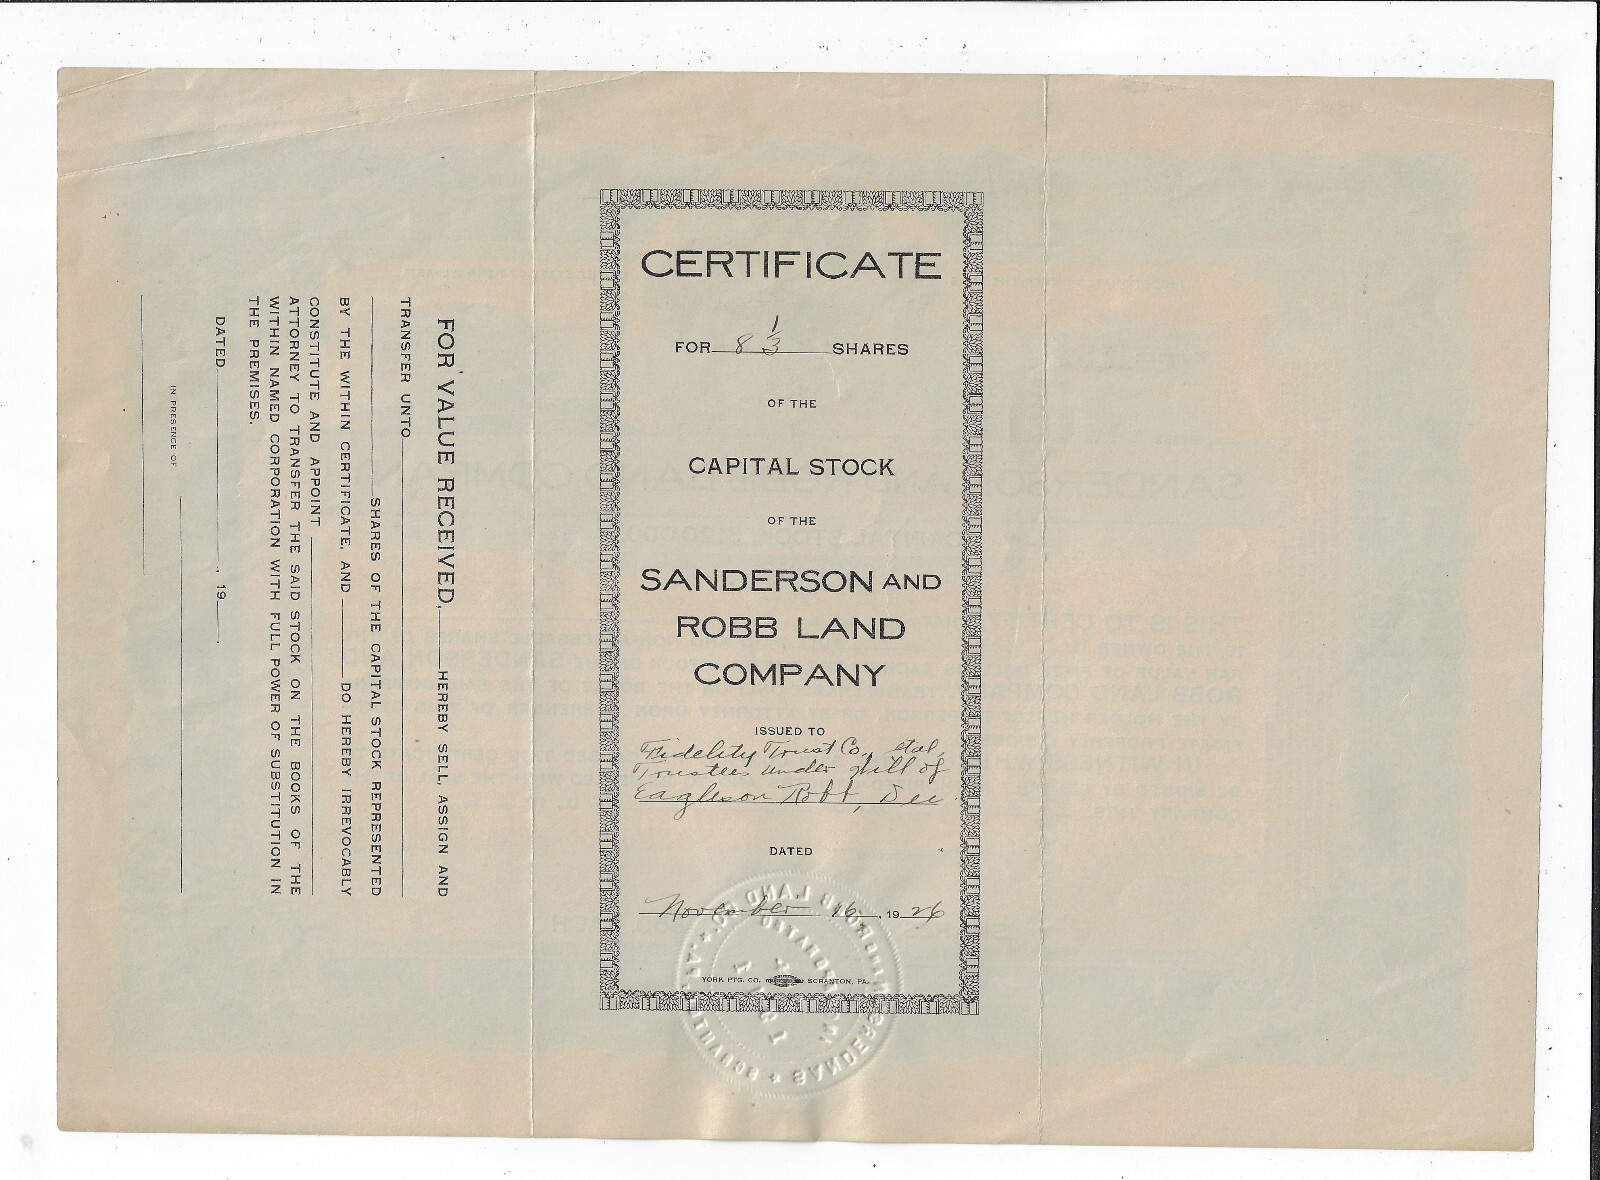 CERTIFICATE
FOR 8 1/3 SHARES
OF THE
CAPITAL STOCK
OF THE
SANDERSON AND
ROBB LAND
COMPANY
ISSUED TO
Fidelity Trust Co., etal,
Trustees under Will of
Eagleson Robb, Dec
DATED
November 16, 1926
YORK PTG. CO. SCRANTON, PA.
FOR VALUE RECEIVED, HEREBY SELL, ASSIGN AND
TRANSFER UNTO
SHARES OF THE CAPITAL STOCK REPRESENTED
BY THE WITHIN CERTIFICATE, AND DO HEREBY IRREVOCABLY
CONSTITUTE AND APPOINT
ATTORNEY TO TRANSFER THE SAID STOCK ON THE BOOKS OF THE
WITHIN NAMED CORPORATION WITH FULL POWER OF SUBSTITUTION IN
THE PREMISES.
DATED , 19 .
IN PRESENCE OF